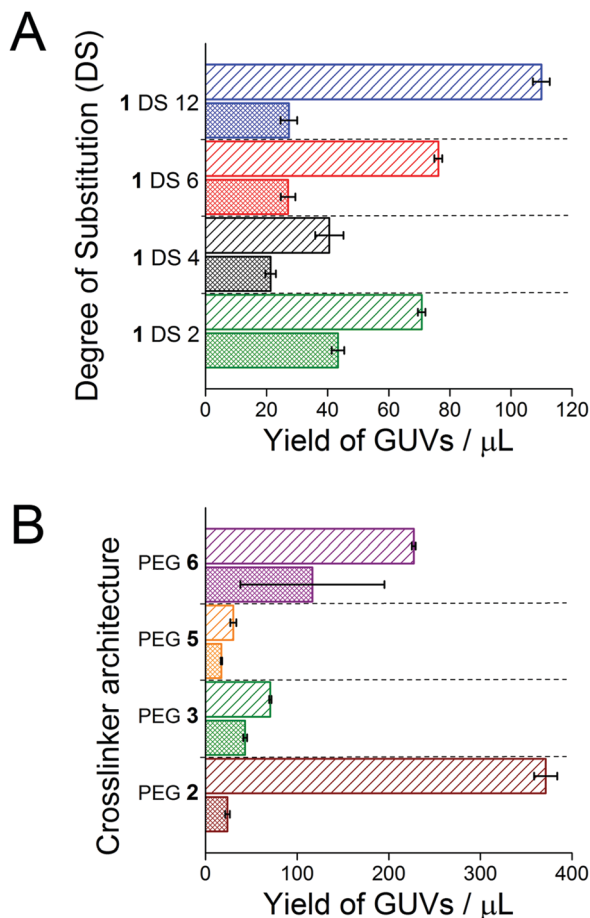 A
Degree of Substitution (DS)
1 DS 12
1 DS 6
1 DS 4
1 DS 2
0 20 40 60 80 100 120
Yield of GUVs / μL
B
Crosslinker architecture
PEG 6
PEG 5
PEG 3
PEG 2
0 100 200 300 400
Yield of GUVs / μL